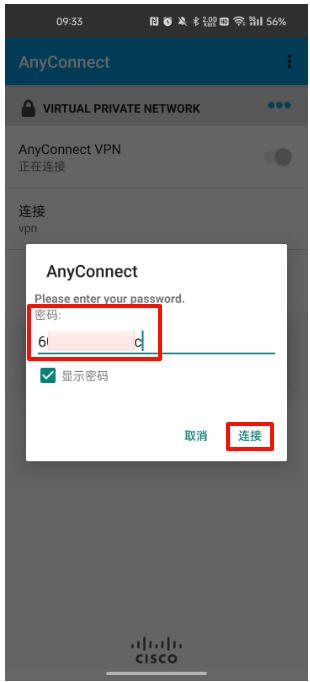 09:33
56%
AnyConnect
VIRTUAL PRIVATE NETWORK
AnyConnect VPN
正在连接
连接
vpn
AnyConnect
Please enter your password.
密码:
6 c
显示密码
取消 连接
CISCO